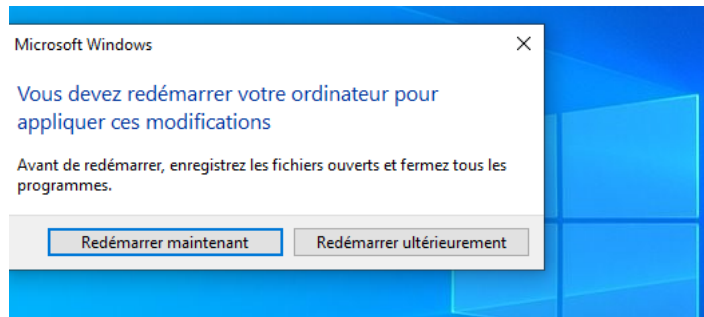 Microsoft Windows
Vous devez redémarrer votre ordinateur pour
appliquer ces modifications
Avant de redémarrer, enregistrez les fichiers ouverts et fermez tous les
programmes.
Redémarrer maintenant Redémarrer ultérieurement